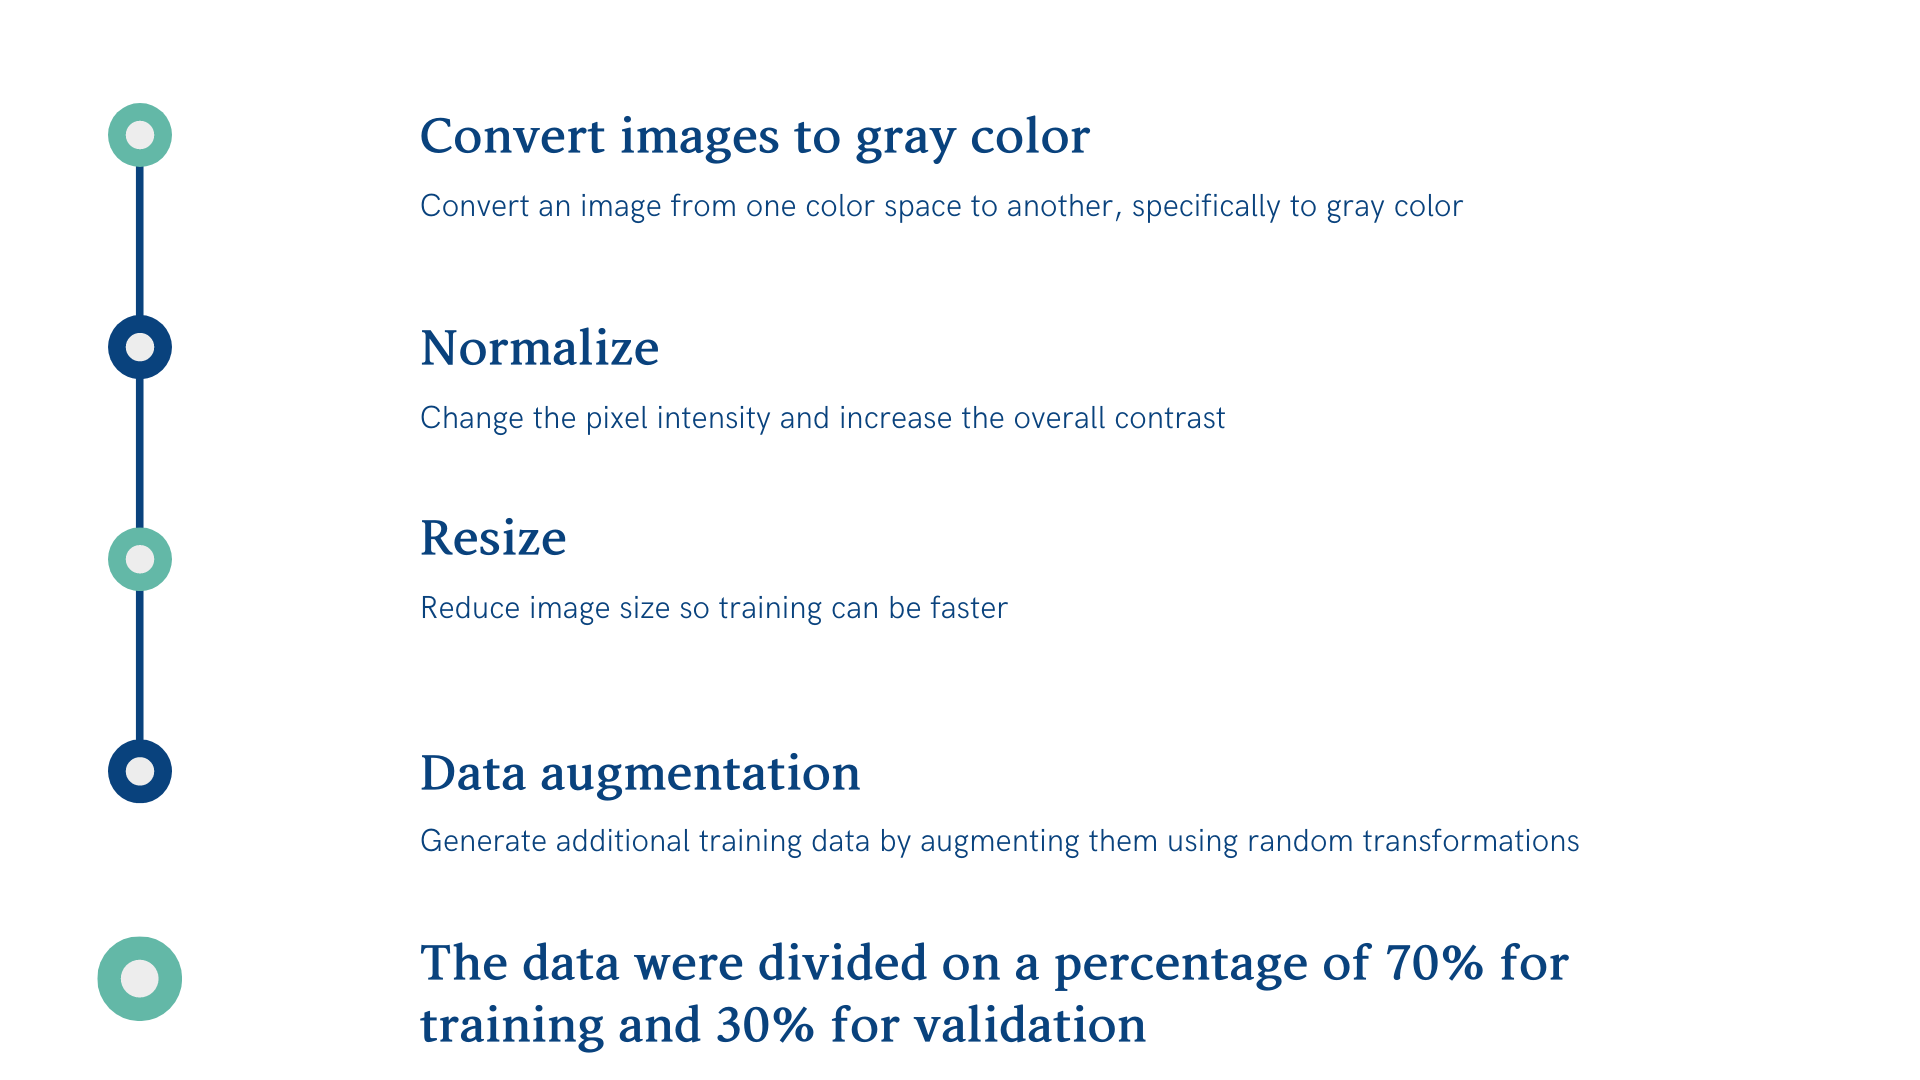 Convert images to gray color
Convert an image from one color space to another, specifically to gray color
Normalize
Change the pixel intensity and increase the overall contrast
Resize
Reduce image size so training can be faster
Data augmentation
Generate additional training data by augmenting them using random transformations
The data were divided on a percentage of 70% for
training and 30% for validation